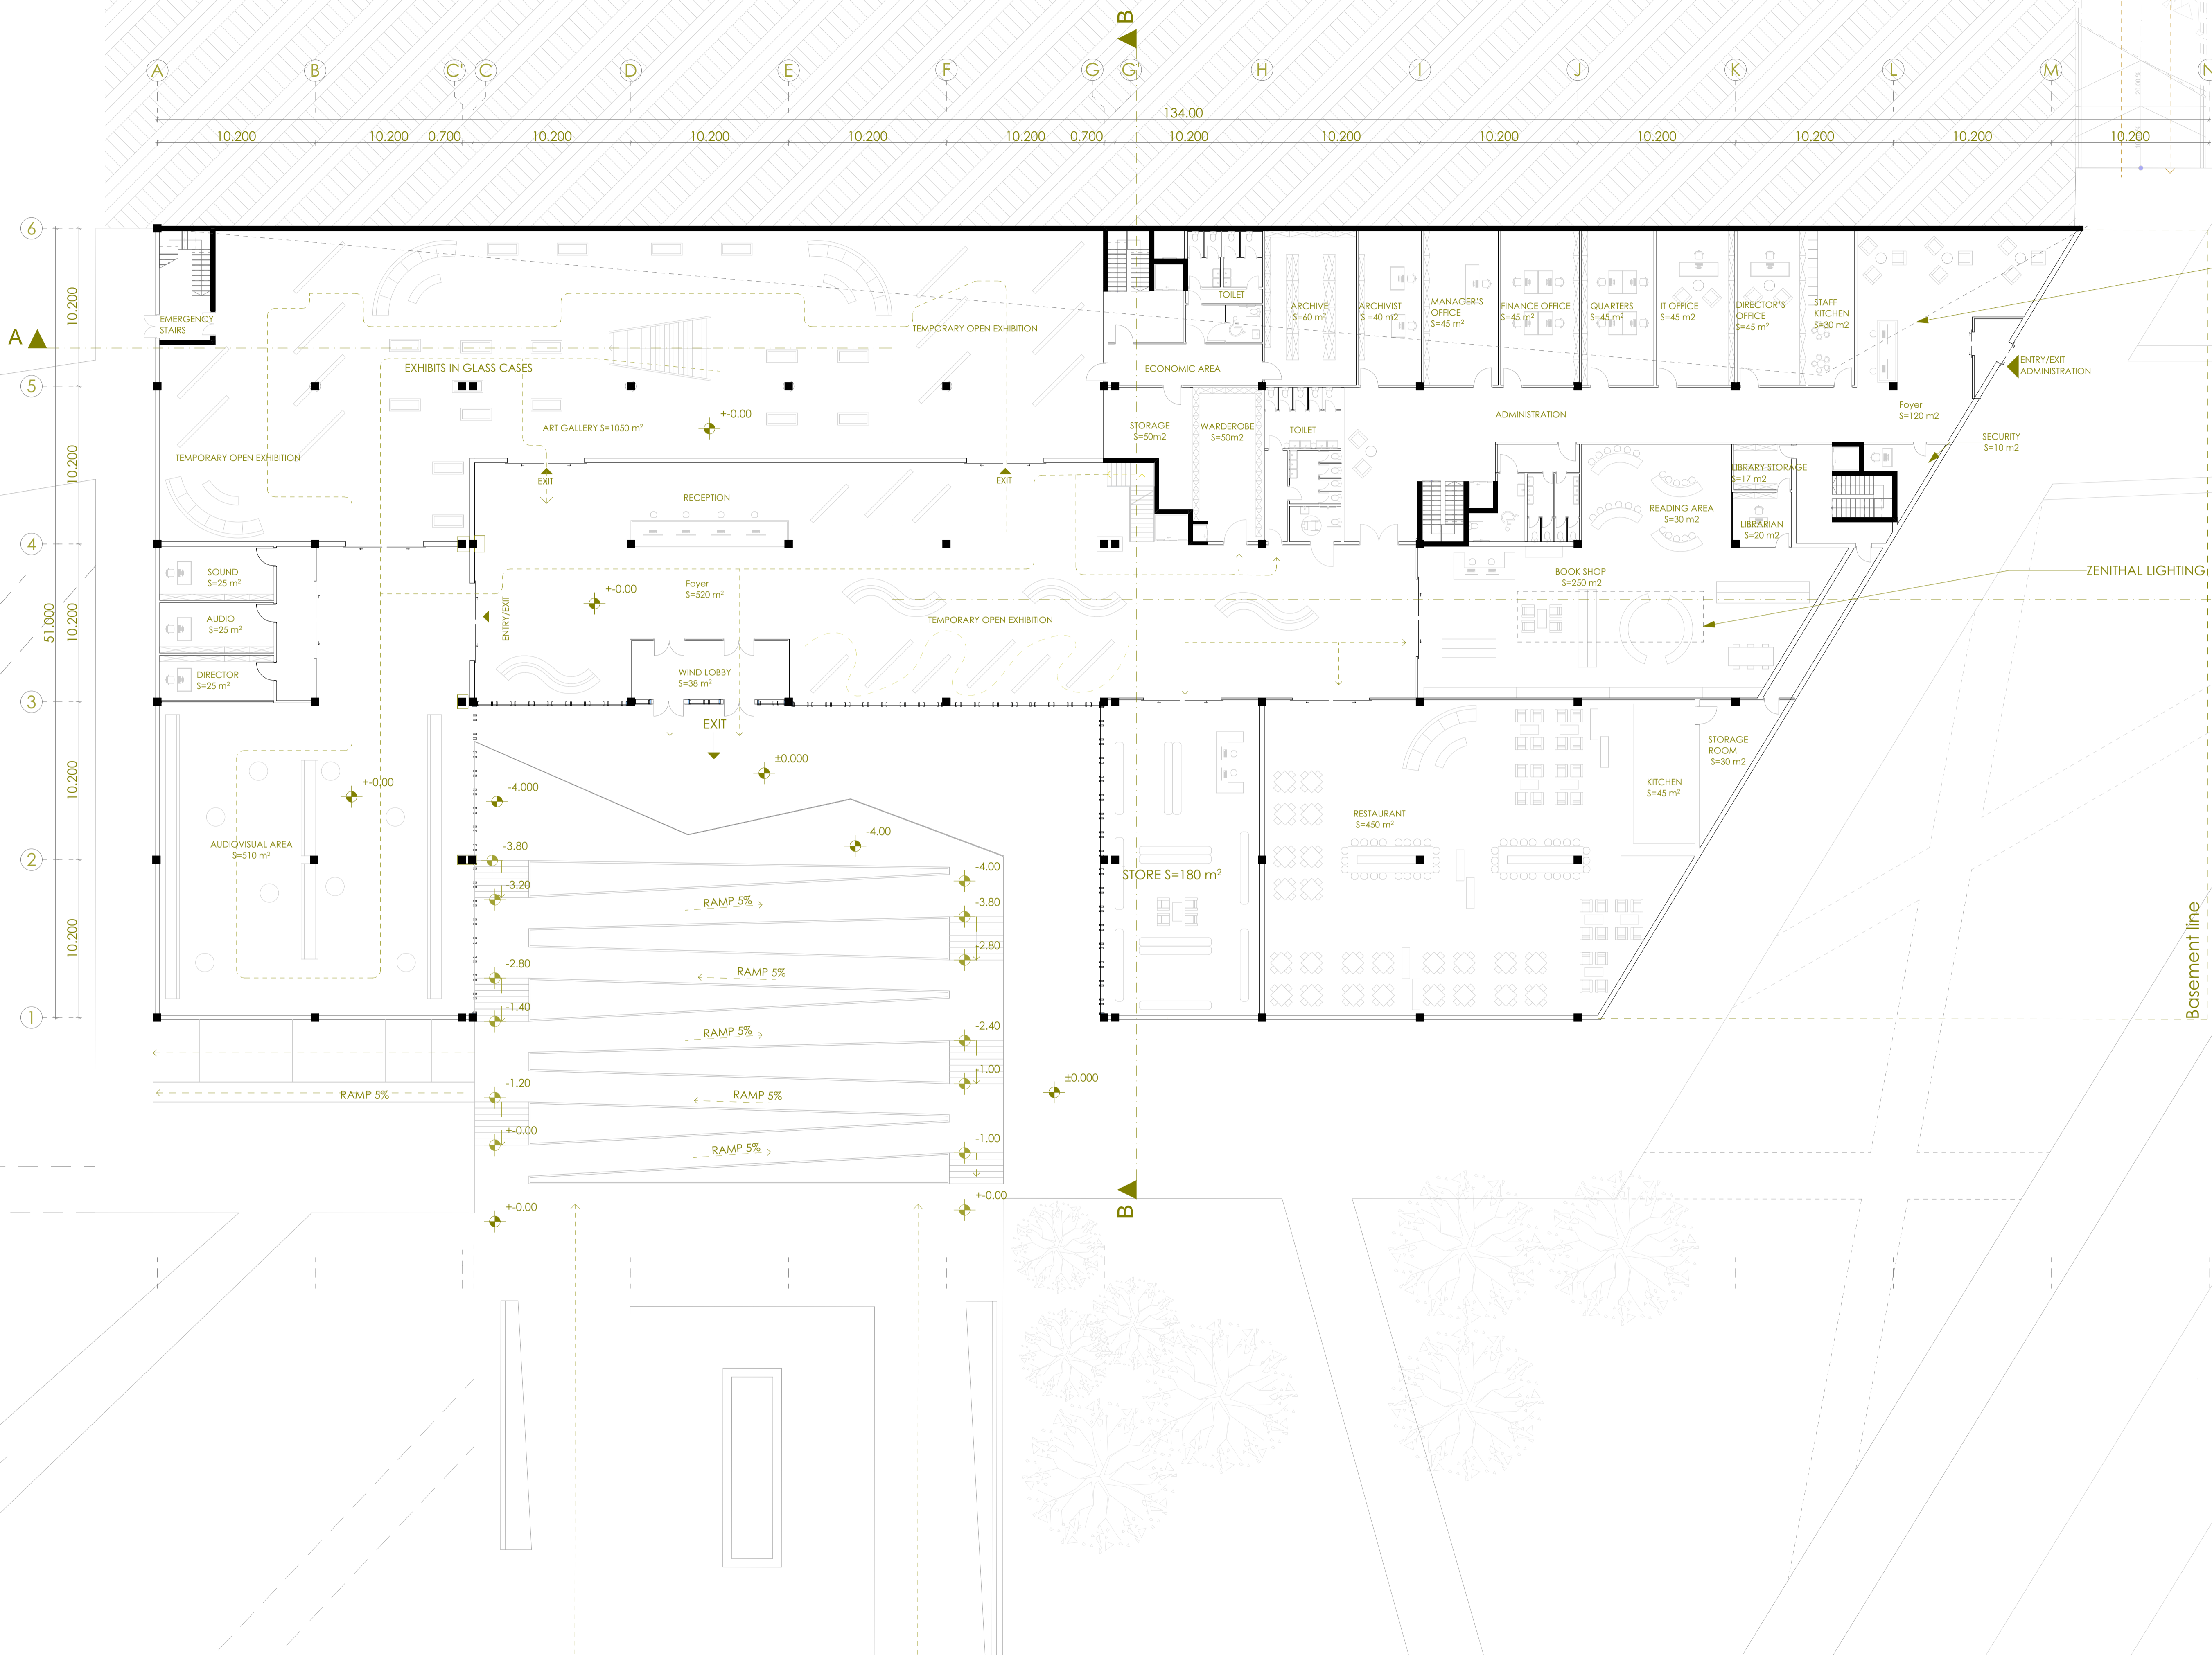 B
A
B
C'
C
D
E
F
G
G'
H
I
J
K
L
M
N
134.00
10.200
10.200
0.700
10.200
10.200
10.200
10.200
0.700
10.200
10.200
10.200
10.200
10.200
10.200
10.200
6
5
4
3
2
1
10.200
10.200
10.200
10.200
10.200
51.000
A
EMERGENCY
STAIRS
EXHIBITS IN GLASS CASES
TEMPORARY OPEN EXHIBITION
+-0.00
ART GALLERY S=1050 m²
TEMPORARY OPEN EXHIBITION
EXIT
EXIT
RECEPTION
TOILET
ECONOMIC AREA
STORAGE
S=50m2
WARDEROBE
S=50m2
TOILET
ARCHIVE
S=60 m²
ARCHIVIST
S =40 m2
MANAGER'S
OFFICE
S=45 m²
FINANCE OFFICE
S=45 m²
QUARTERS
S=45 m²
IT OFFICE
S=45 m2
DIRECTOR'S
OFFICE
S=45 m²
STAFF
KITCHEN
S=30 m2
ENTRY/EXIT
ADMINISTRATION
ADMINISTRATION
Foyer
S=120 m2
SECURITY
S=10 m2
LIBRARY STORAGE
S=17 m2
READING AREA
S=30 m2
LIBRARIAN
S=20 m2
BOOK SHOP
S=250 m2
ZENITHAL LIGHTING
SOUND
S=25 m²
AUDIO
S=25 m²
DIRECTOR
S=25 m²
ENTRY/EXIT
+-0.00
Foyer
S=520 m²
TEMPORARY OPEN EXHIBITION
WIND LOBBY
S=38 m²
EXIT
±0.000
-4.000
-4.00
+-0.00
AUDIOVISUAL AREA
S=510 m²
-3.80
-3.20
RAMP 5%
-4.00
-3.80
-2.80
RAMP 5%
-2.80
-1.40
RAMP 5%
-2.40
-1.00
-1.20
RAMP 5%
RAMP 5%
+-0.00
RAMP 5%
-1.00
+-0.00
+-0.00
±0.000
STORE S=180 m²
RESTAURANT
S=450 m²
KITCHEN
S=45 m²
STORAGE
ROOM
S=30 m2
Basement line
B